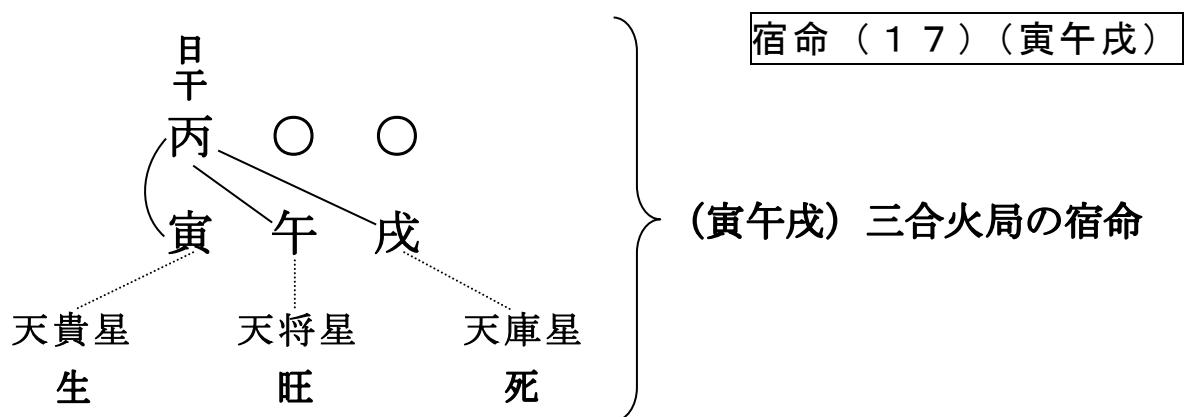 宿命（１７）（寅午戌）
日干
丙 〇 〇
寅 午 戌
（寅午戌）三合火局の宿命
天貴星 天将星 天庫星
生 旺 死